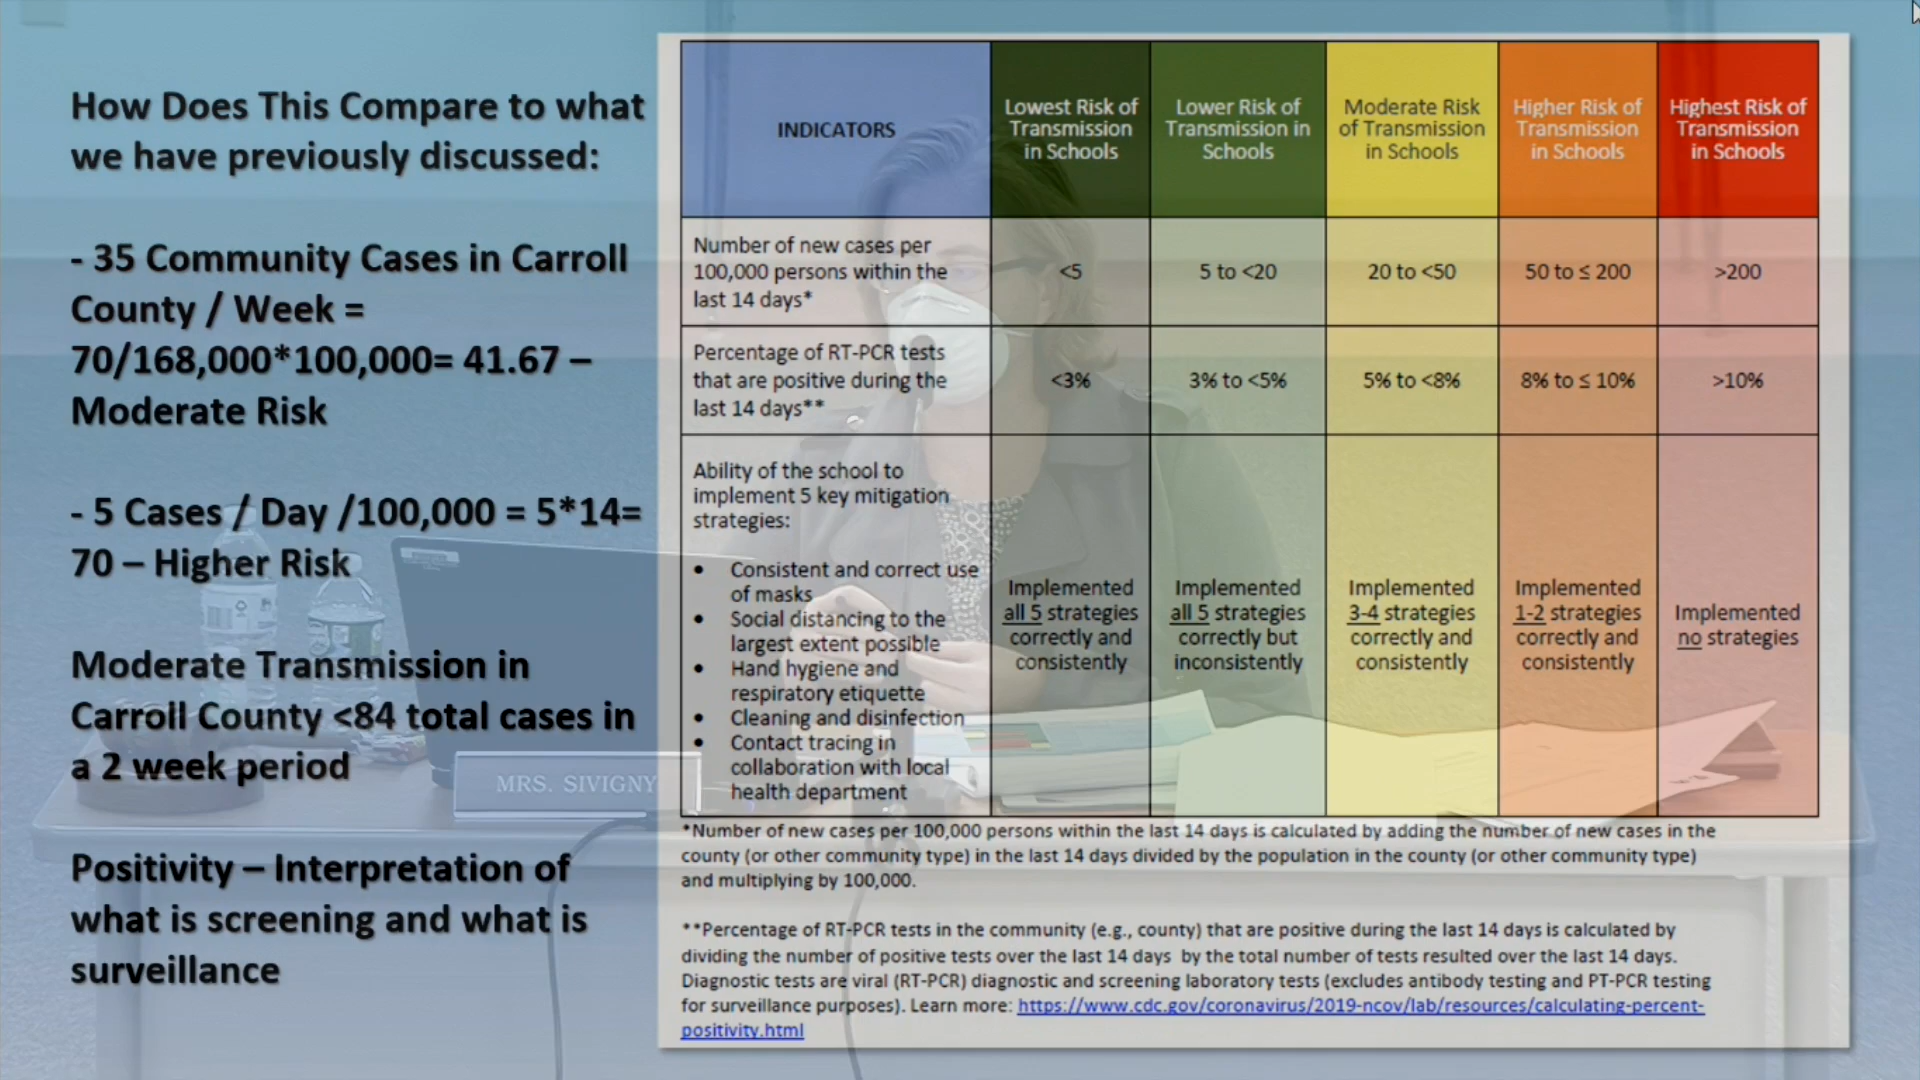 How Does This Compare to what
we have previously discussed:
- 35 Community Cases in Carroll
County / Week =
70/168,000*100,000= 41.67 –
Moderate Risk
- 5 Cases / Day /100,000 = 5*14=
70 – Higher Risk
Moderate Transmission in
Carroll County <84 total cases in
a 2 week period
Positivity – Interpretation of
what is screening and what is
surveillance
MRS. SIVIGNY
INDICATORS
Lowest Risk of
Transmission
in Schools
Lower Risk of
Transmission in
Schools
Moderate Risk
of Transmission
in Schools
Higher Risk of
Transmission
in Schools
Highest Risk of
Transmission
in Schools
Number of new cases per
100,000 persons within the
last 14 days*
<5
5 to <20
20 to <50
50 to ≤ 200
>200
Percentage of RT-PCR tests
that are positive during the
last 14 days**
<3%
3% to <5%
5% to <8%
8% to ≤ 10%
>10%
Ability of the school to
implement 5 key mitigation
strategies:
• Consistent and correct use
of masks
• Social distancing to the
largest extent possible
• Hand hygiene and
respiratory etiquette
• Cleaning and disinfection
• Contact tracing in
collaboration with local
health department
Implemented
all 5 strategies
correctly and
consistently
Implemented
all 5 strategies
correctly but
inconsistently
Implemented
3-4 strategies
correctly and
consistently
Implemented
1-2 strategies
correctly and
consistently
Implemented
no strategies
*Number of new cases per 100,000 persons within the last 14 days is calculated by adding the number of new cases in the
county (or other community type) in the last 14 days divided by the population in the county (or other community type)
and multiplying by 100,000.
**Percentage of RT-PCR tests in the community (e.g., county) that are positive during the last 14 days is calculated by
dividing the number of positive tests over the last 14 days by the total number of tests resulted over the last 14 days.
Diagnostic tests are viral (RT-PCR) diagnostic and screening laboratory tests (excludes antibody testing and PT-PCR testing
for surveillance purposes). Learn more: https://www.cdc.gov/coronavirus/2019-ncov/lab/resources/calculating-percent-
positivity.html